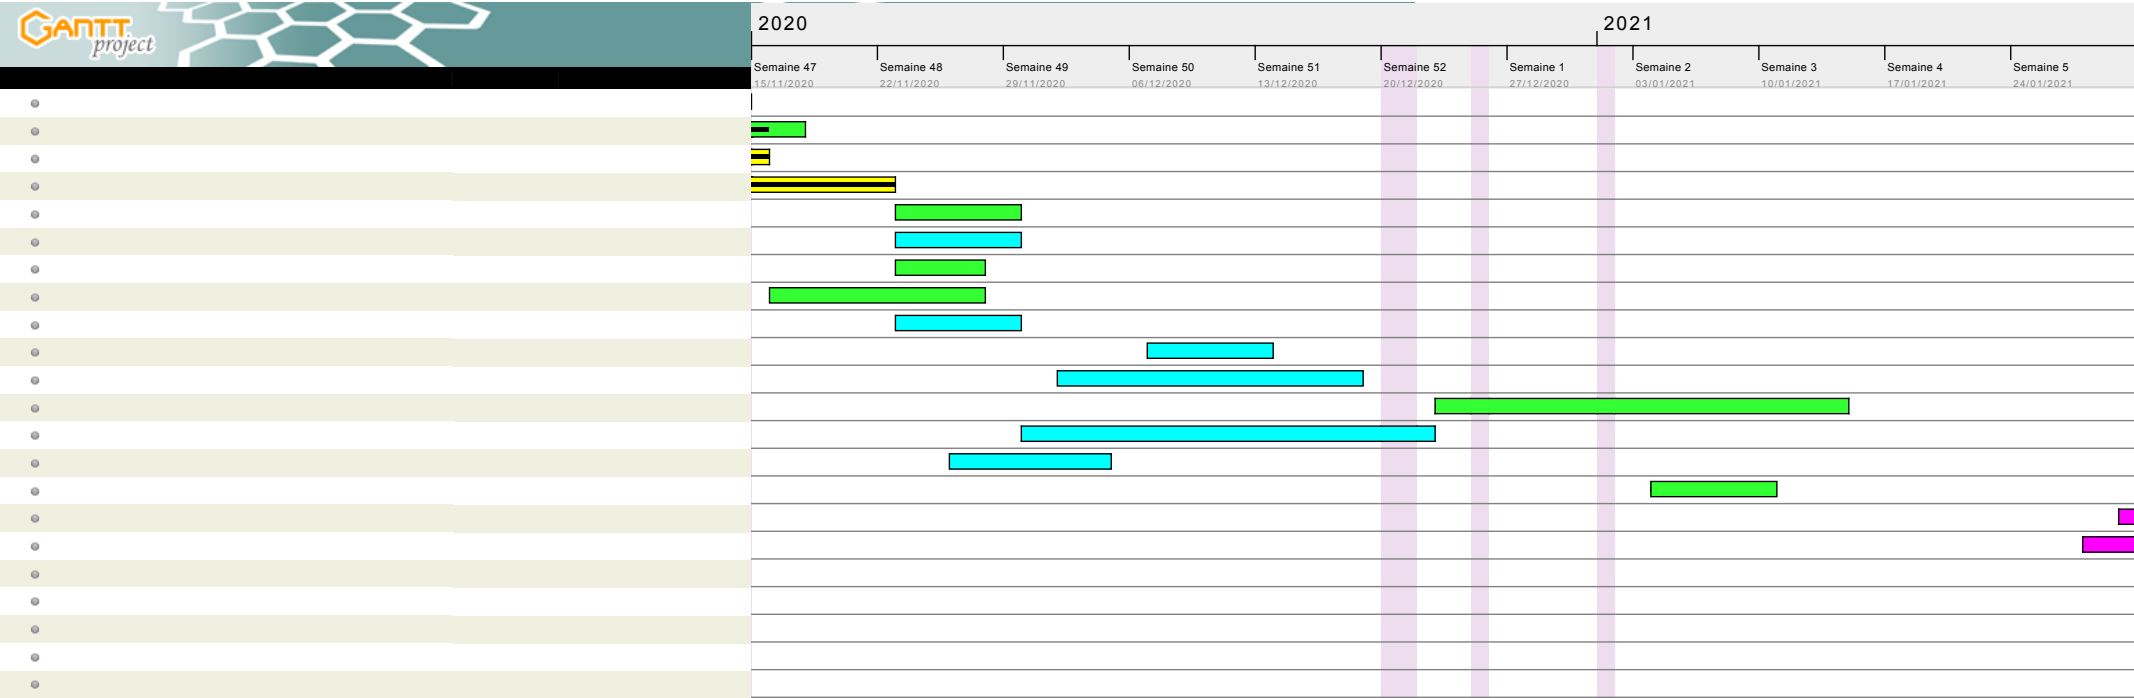 GANTT project
2020 2021
Semaine 47 Semaine 48 Semaine 49 Semaine 50 Semaine 51 Semaine 52 Semaine 1 Semaine 2 Semaine 3 Semaine 4 Semaine 5
15/11/2020 22/11/2020 29/11/2020 06/12/2020 13/12/2020 20/12/2020 27/12/2020 03/01/2021 10/01/2021 17/01/2021 24/01/2021